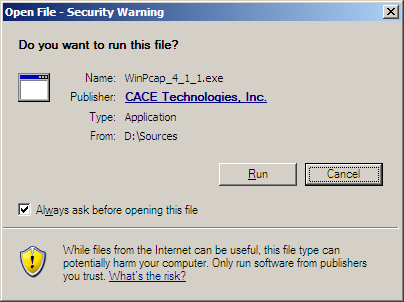 Open File - Security Warning
Do you want to run this file?
Name: WinPcap_4_1_1.exe
Publisher: CACE Technologies, Inc.
Type: Application
From: D:\Sources
Run Cancel
Always ask before opening this file
While files from the Internet can be useful, this file type can
potentially harm your computer. Only run software from publishers
you trust. What's the risk?